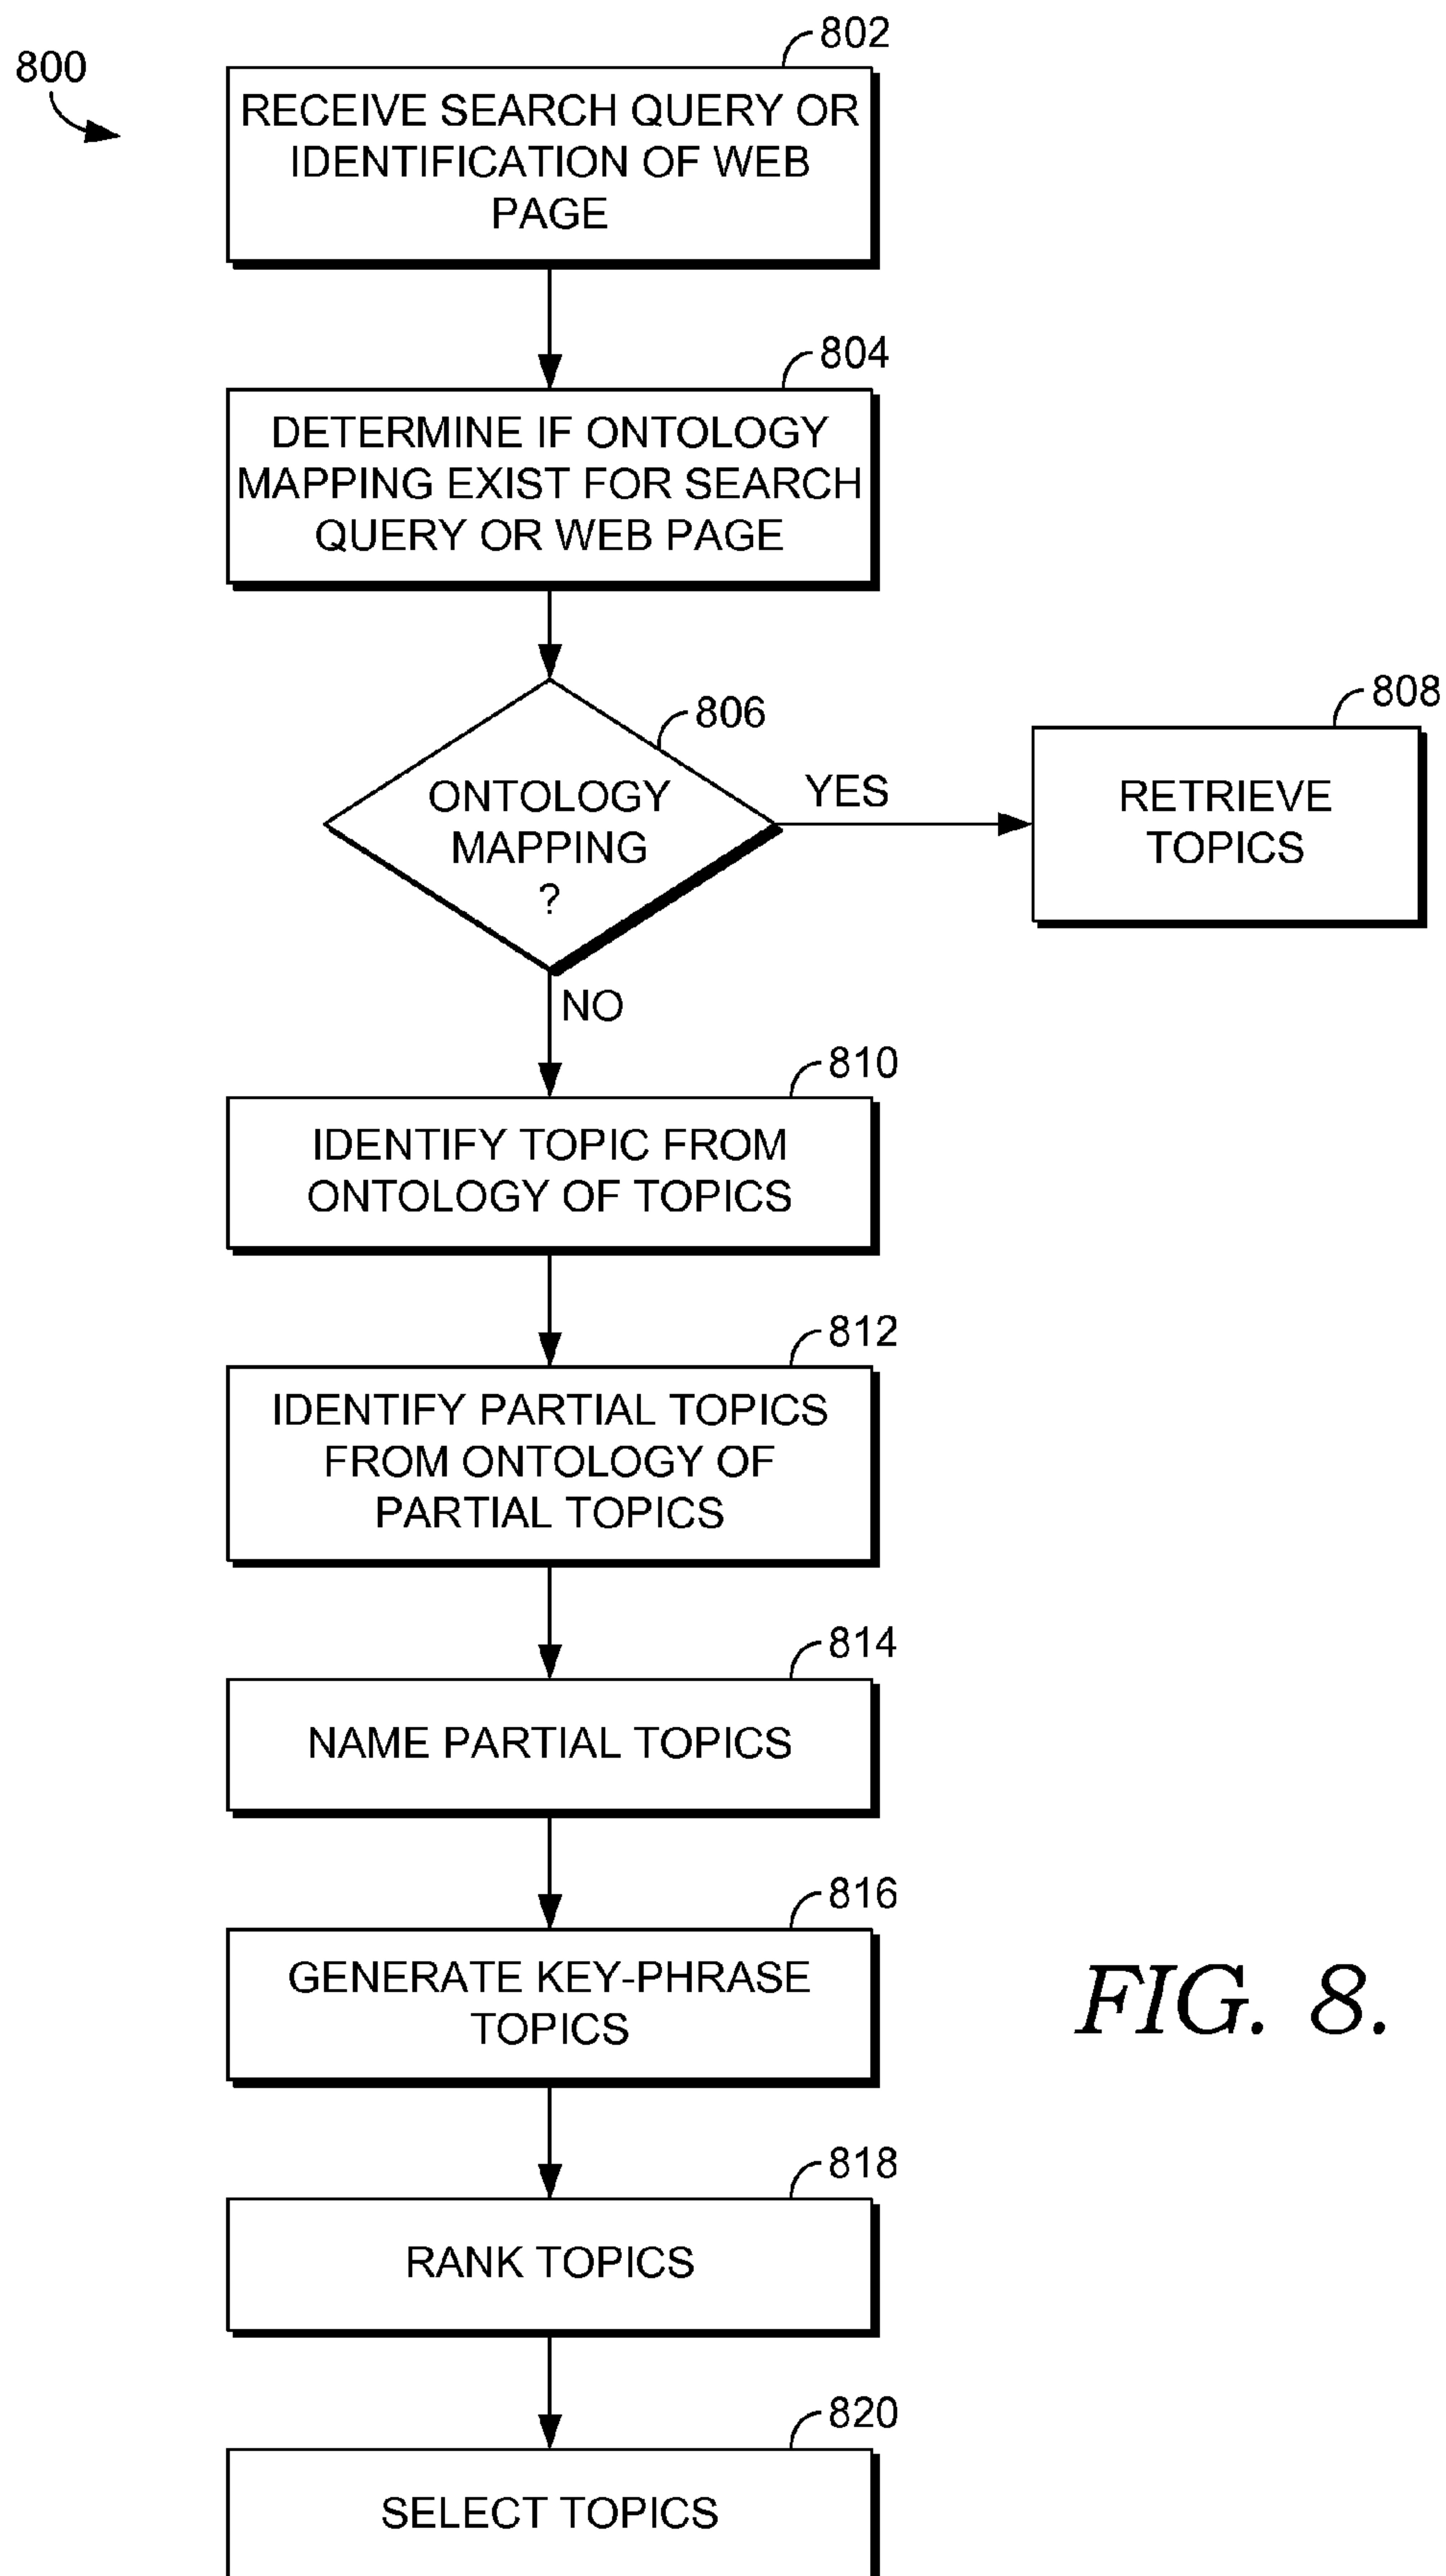 800
802
RECEIVE SEARCH QUERY OR
IDENTIFICATION OF WEB
PAGE
804
DETERMINE IF ONTOLOGY
MAPPING EXIST FOR SEARCH
QUERY OR WEB PAGE
806
ONTOLOGY
MAPPING
?
YES
808
RETRIEVE
TOPICS
NO
810
IDENTIFY TOPIC FROM
ONTOLOGY OF TOPICS
812
IDENTIFY PARTIAL TOPICS
FROM ONTOLOGY OF
PARTIAL TOPICS
814
NAME PARTIAL TOPICS
816
GENERATE KEY-PHRASE
TOPICS
FIG. 8.
818
RANK TOPICS
820
SELECT TOPICS